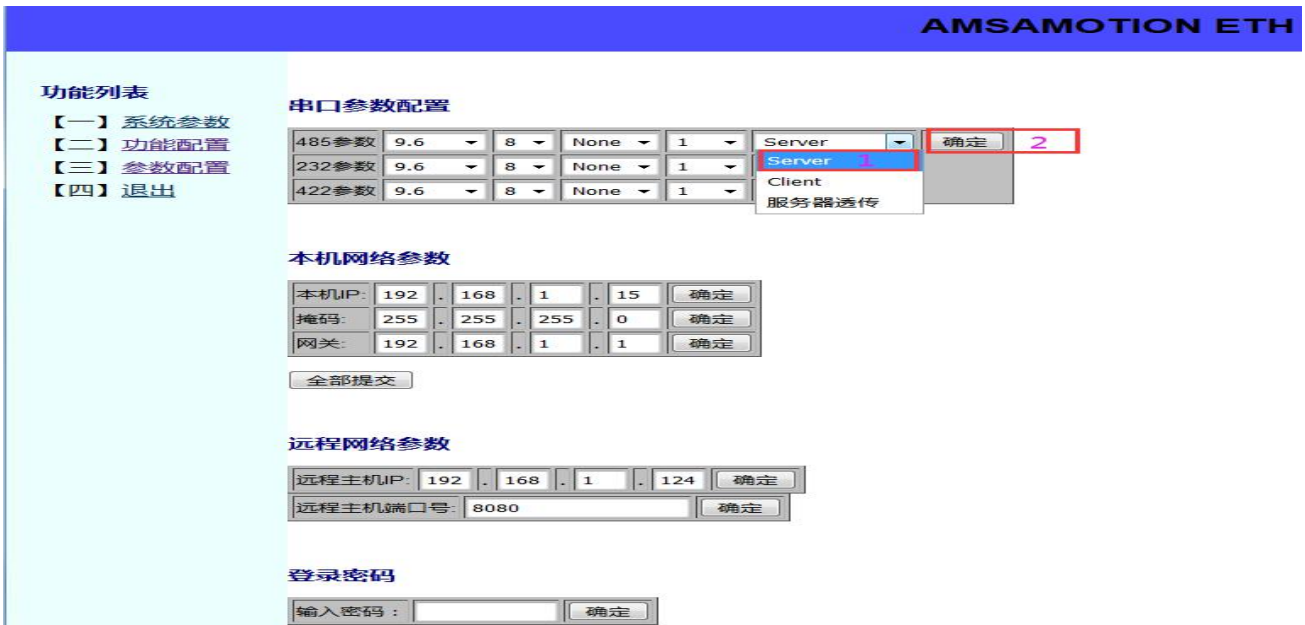 AMSAMOTION ETH
功能列表
【一】系统参数
【二】功能配置
【三】参数配置
【四】退出
串口参数配置
485参数 9.6 8 None 1 Server 确定 2
232参数 9.6 8 None 1 Server 1
422参数 9.6 8 None 1 Client
服务器透传
本机网络参数
本机IP: 192 . 168 . 1 . 15 确定
掩码: 255 . 255 . 255 . 0 确定
网关: 192 . 168 . 1 . 1 确定
全部提交
远程网络参数
远程主机IP: 192 . 168 . 1 . 124 确定
远程主机端口号: 8080 确定
登录密码
输入密码： 确定